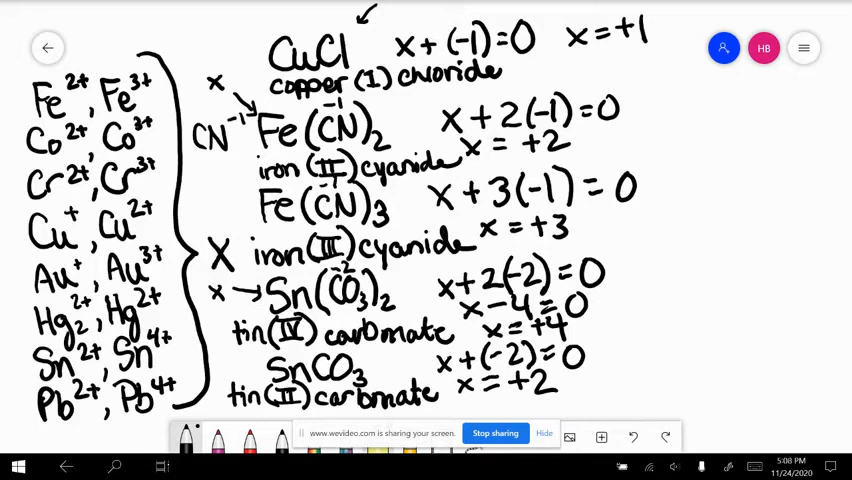 CuCl x + (-1) = 0 x = +1
HB
copper (I) chloride
Fe²⁺, Fe³⁺
x
CN⁻¹ Fe(CN)₂ -1 x + 2(-1) = 0
x = +2
Co²⁺, Co³⁺
iron (II) cyanide
Cr²⁺, Cr³⁺
Fe(CN)₃ -1 x + 3(-1) = 0
x = +3
Cu⁺, Cu²⁺
X iron (III) cyanide
Au⁺, Au³⁺
x Sn(CO₃)₂ -2 x + 2(-2) = 0
x - 4 = 0
x = +4
Hg₂²⁺, Hg²⁺
tin (IV) carbonate
Sn²⁺, Sn⁴⁺
SnCO₃ x + (-2) = 0
x = +2
Pb²⁺, Pb⁴⁺
tin (II) carbonate
www.wevideo.com is sharing your screen. Stop sharing Hide
5:08 PM
11/24/2020